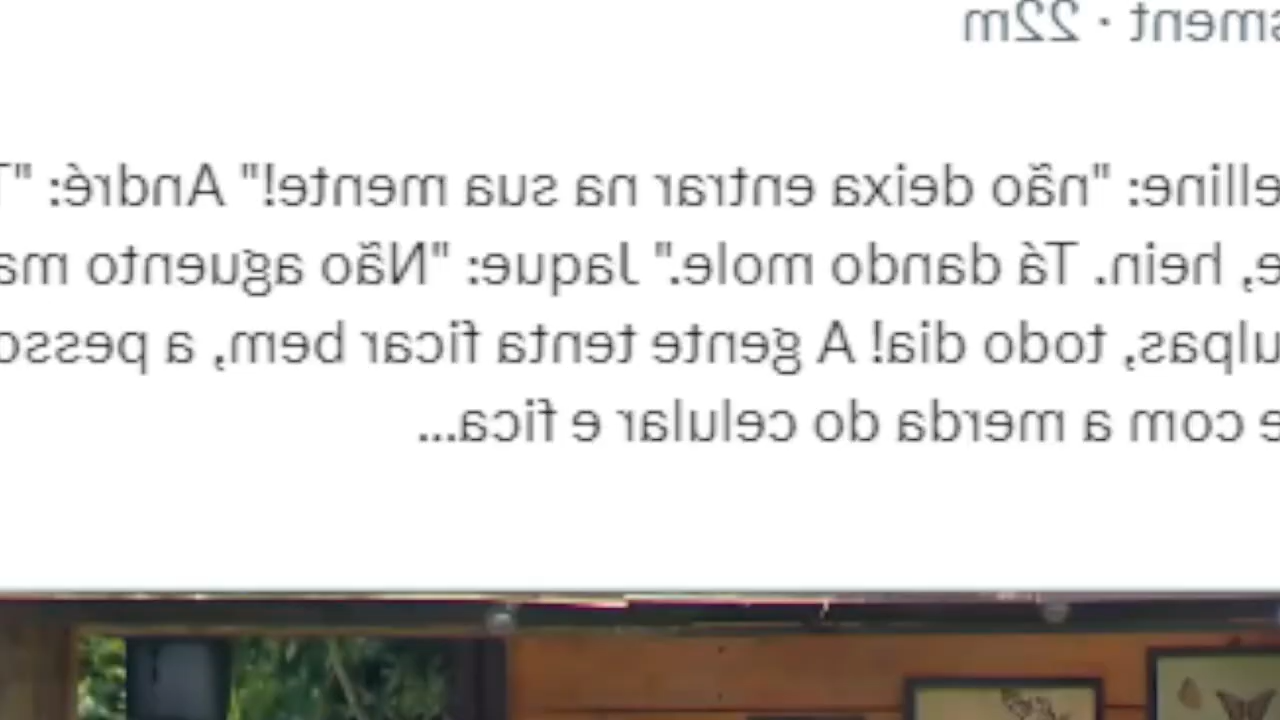 sment · 22m
elline: "não deixa entrar na sua mente!" André: "T
e, hein. Tá dando mole.". Jaque: "Não aguento ma
ulpas, todo dia! A gente tenta ficar bem, a pesso
e com a merda do celular e fica...